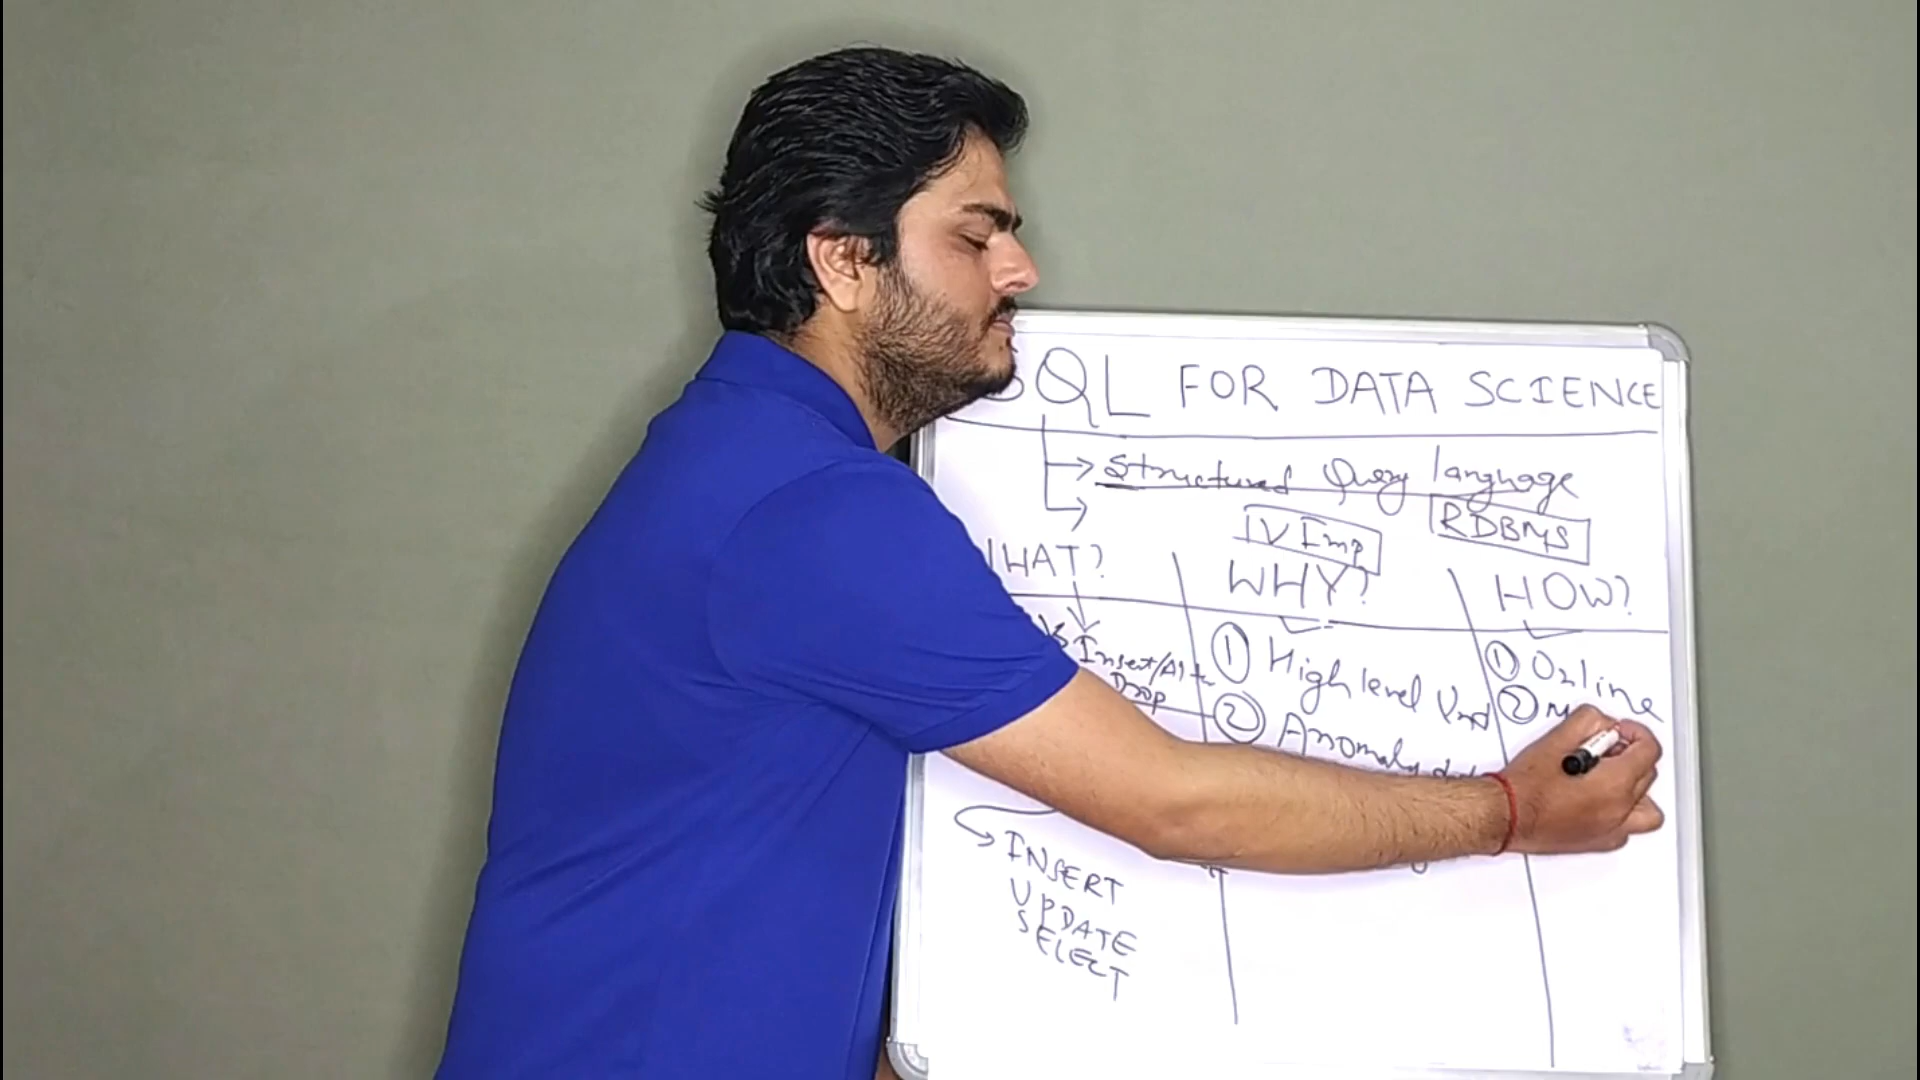 SQL FOR DATA SCIENCE
Structured Query language
IV Imp
RDBMS
WHAT?
WHY?
HOW?
Insert/Alte
Drop
① High level
② Anomaly
① Online
②
INSERT
UPDATE
SELECT